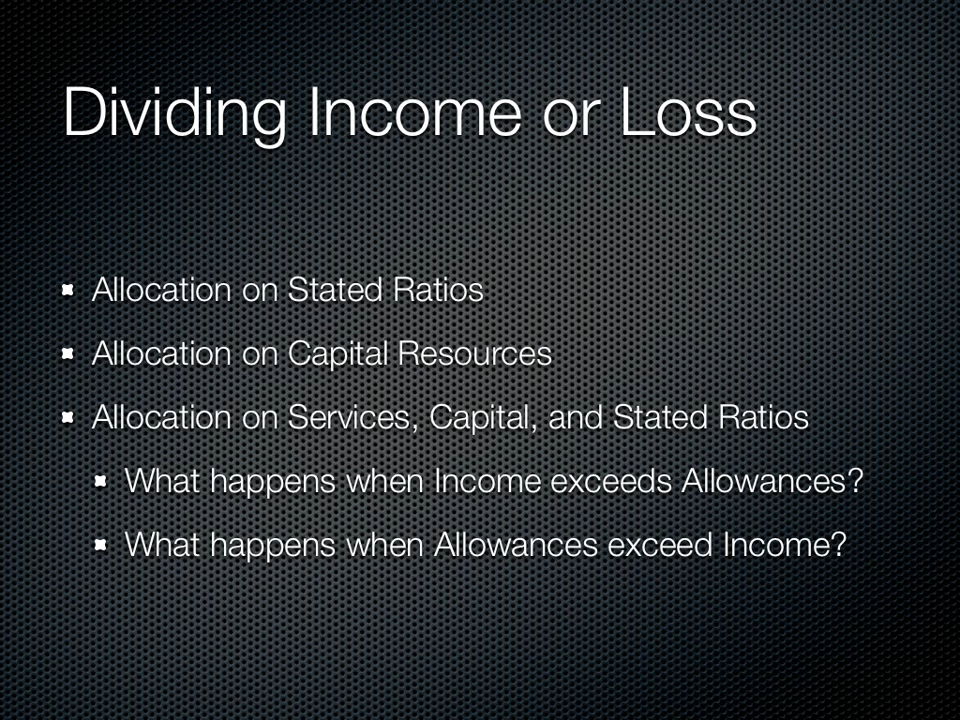 Dividing Income or Loss
Allocation on Stated Ratios
Allocation on Capital Resources
Allocation on Services, Capital, and Stated Ratios
What happens when Income exceeds Allowances?
What happens when Allowances exceed Income?